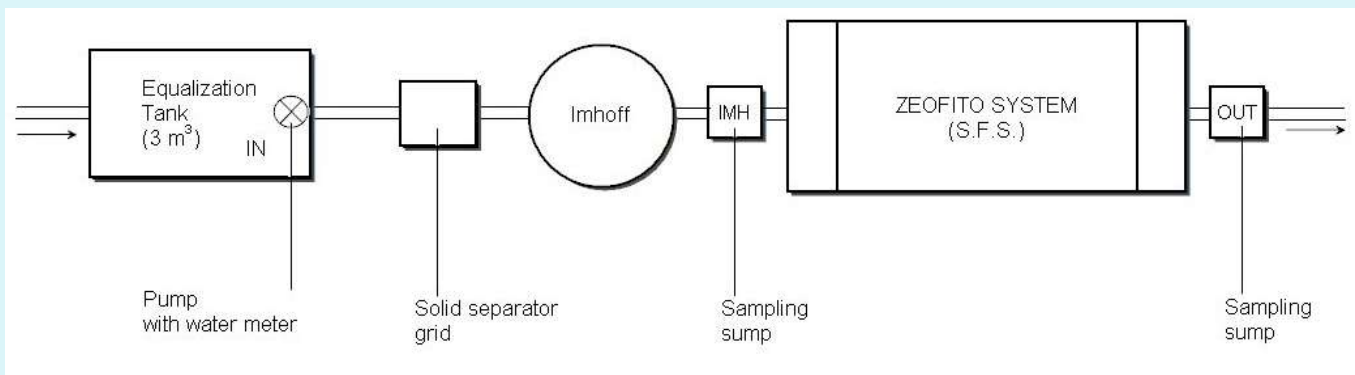 Equalization
Tank
(3 m³)
IN
Imhoff
IMH
ZEOFITO SYSTEM
(S.F.S.)
OUT
Pump
with water meter
Solid separator
grid
Sampling
sump
Sampling
sump